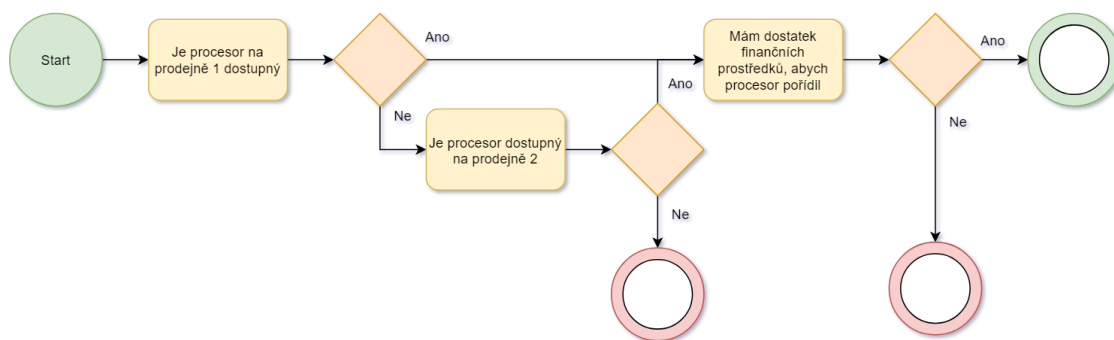 Start
Je procesor na
prodejně 1 dostupný
Ano
Ne
Je procesor dostupný
na prodejně 2
Ano
Ne
Mám dostatek
finančních
prostředků, abych
procesor pořídil
Ano
Ne